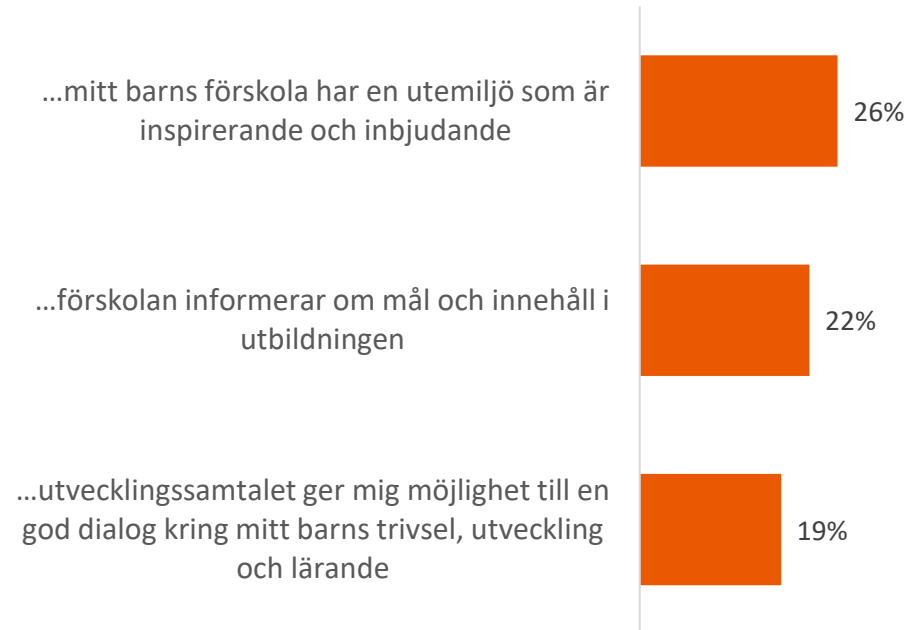 ...mitt barns förskola har en utemiljö som är
inspirerande och inbjudande
26%
...förskolan informerar om mål och innehåll i
utbildningen
22%
...utvecklingssamtalet ger mig möjlighet till en
god dialog kring mitt barns trivsel, utveckling
och lärande
19%